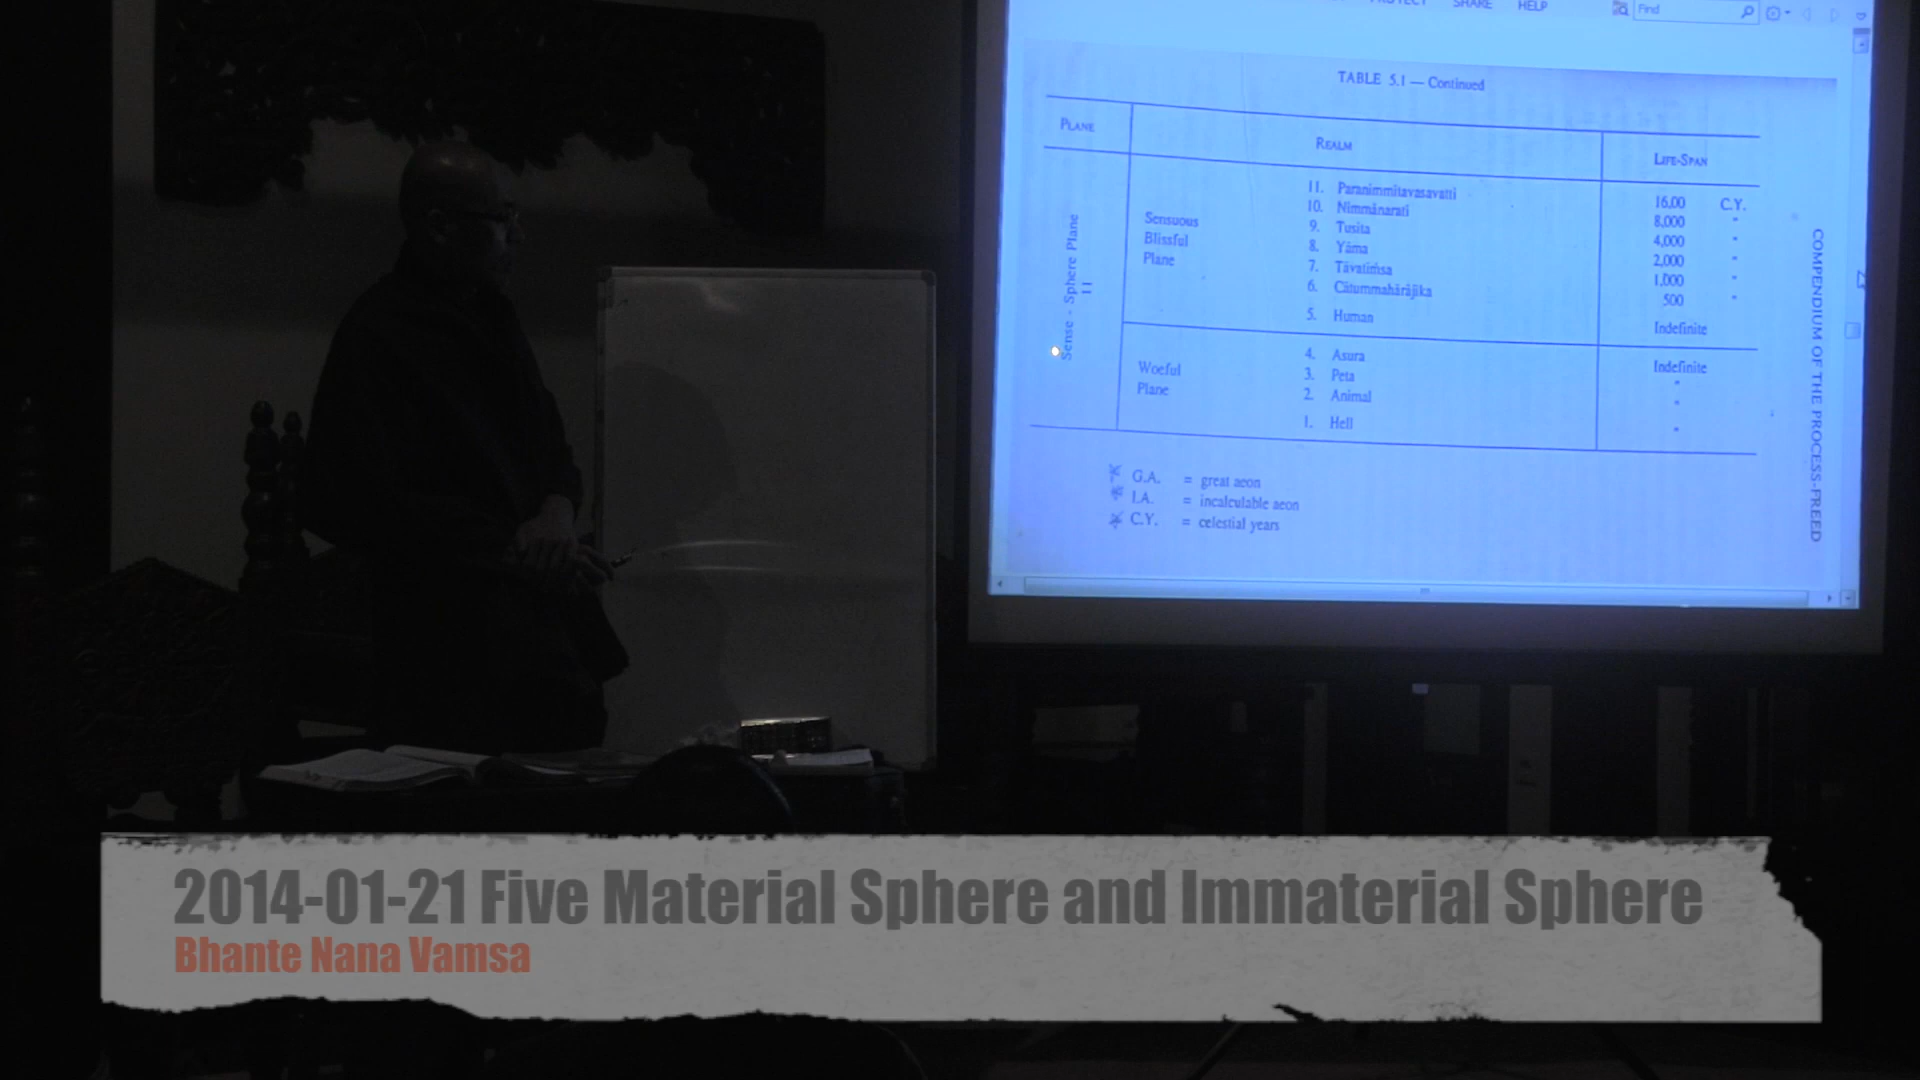 SHARE HELP
Find
TABLE 5.1 — Continued
PLANE REALM LIFE-SPAN
Sense - Sphere Plane
11
Sensuous
Blissful
Plane
11. Paranimmitavasavatti 16,00 C.Y.
10. Nimmānarati 8,000 "
9. Tusita 4,000 "
8. Yāma 2,000 "
7. Tāvatiṁsa 1,000 "
6. Cātummahārājika 500 "
5. Human Indefinite
Woeful
Plane
4. Asura Indefinite
3. Peta "
2. Animal "
1. Hell "
G.A. = great aeon
I.A. = incalculable aeon
C.Y. = celestial years
COMPENDIUM OF THE PROCESS-FREED
2014-01-21 Five Material Sphere and Immaterial Sphere
Bhante Nana Vamsa